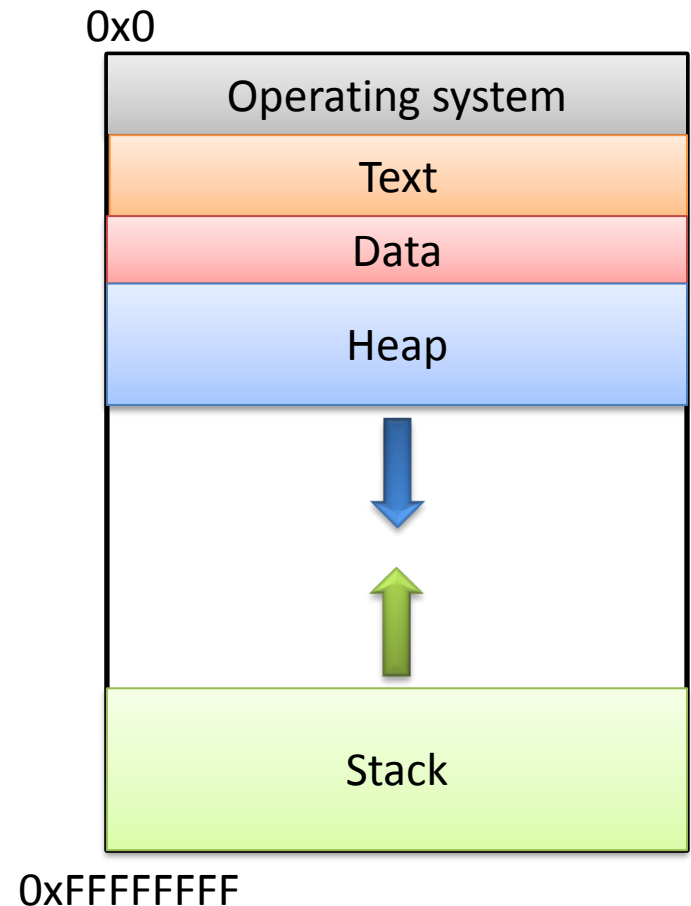 0x0
Operating system
Text
Data
Heap
Stack
0xFFFFFFFF